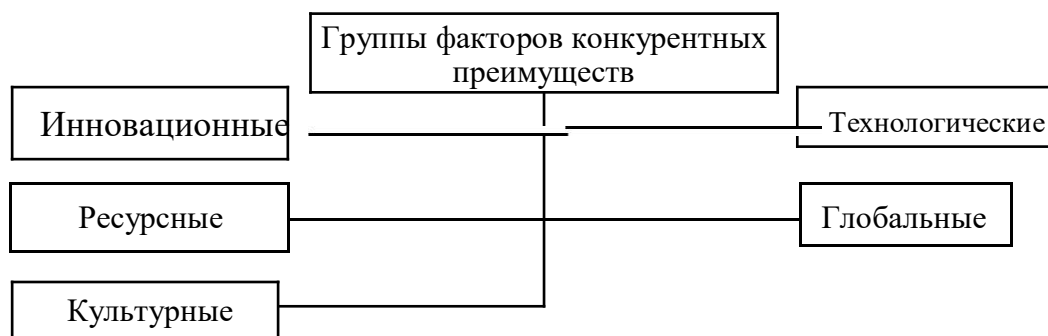 Группы факторов конкурентных
преимуществ
Инновационные
Технологические
Ресурсные
Глобальные
Культурные